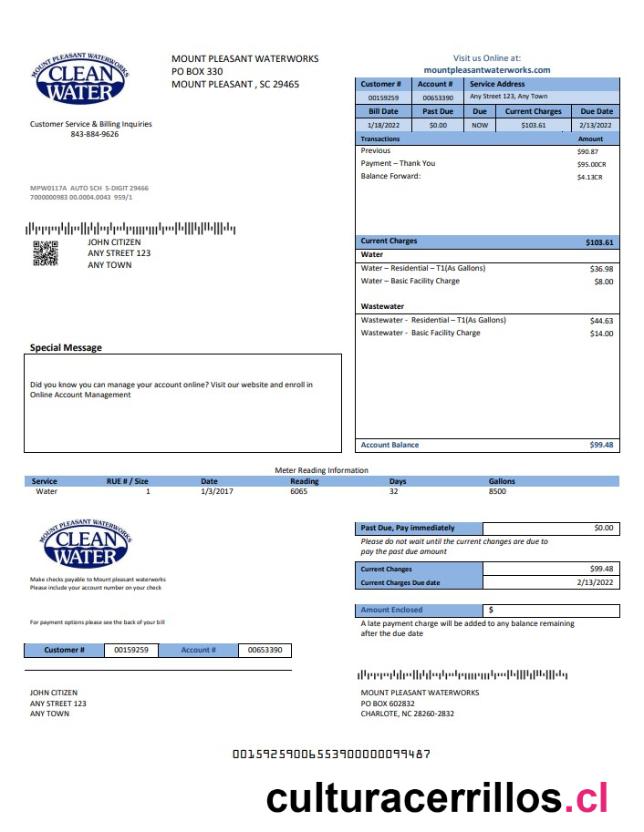 MOUNT PLEASANT WATERWORKS
CLEAN
WATER
MOUNT PLEASANT WATERWORKS
PO BOX 330
MOUNT PLEASANT , SC 29465
Customer Service & Billing Inquiries
843-884-9626
Visit us Online at:
mountpleasantwaterworks.com
Customer # Account # Service Address
00159259 00653390 Any Street 123, Any Town
Bill Date Past Due Due Current Charges Due Date
1/18/2022 $0.00 NOW $103.61 2/13/2022
Transactions Amount
Previous $90.87
Payment – Thank You $95.00CR
Balance Forward: $4.13CR
MPW0117A AUTO SCH 5-DIGIT 29466
7000000983 00.0004.0043 959/1
JOHN CITIZEN
ANY STREET 123
ANY TOWN
Current Charges $103.61
Water
Water – Residential – T1(As Gallons) $36.98
Water – Basic Facility Charge $8.00
Wastewater
Wastewater - Residential – T1(As Gallons) $44.63
Wastewater - Basic Facility Charge $14.00
Account Balance $99.48
Special Message
Did you know you can manage your account online? Visit our website and enroll in
Online Account Management
Meter Reading Information
Service RUE # / Size Date Reading Days Gallons
Water 1 1/3/2017 6065 32 8500
MOUNT PLEASANT WATERWORKS
CLEAN
WATER
Make checks payable to Mount pleasant waterworks
Please include your account number on your check
For payment options please see the back of your bill
Customer # 00159259 Account # 00653390
Past Due, Pay immediately $0.00
Please do not wait until the current changes are due to
pay the past due amount
Current Changes $99.48
Current Charges Due date 2/13/2022
Amount Enclosed $
A late payment charge will be added to any balance remaining
after the due date
JOHN CITIZEN
ANY STREET 123
ANY TOWN
MOUNT PLEASANT WATERWORKS
PO BOX 602832
CHARLOTE, NC 28260-2832
0015925900655390000009​9487
culturacerrillos.cl